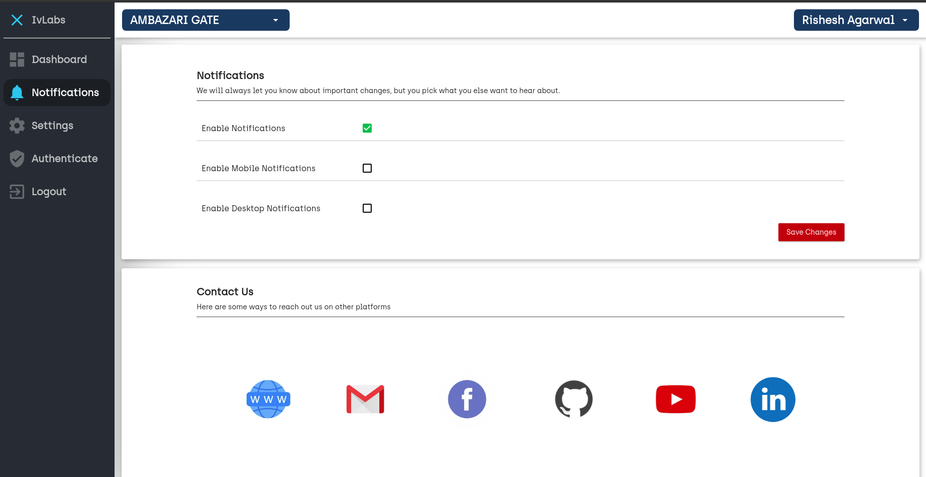 IvLabs
AMBAZARI GATE
Rishesh Agarwal
Dashboard
Notifications
Settings
Authenticate
Logout
Notifications
We will always let you know about important changes, but you pick what you else want to hear about.
Enable Notifications
Enable Mobile Notifications
Enable Desktop Notifications
Save Changes
Contact Us
Here are some ways to reach out us on other platforms
W W W
f
in